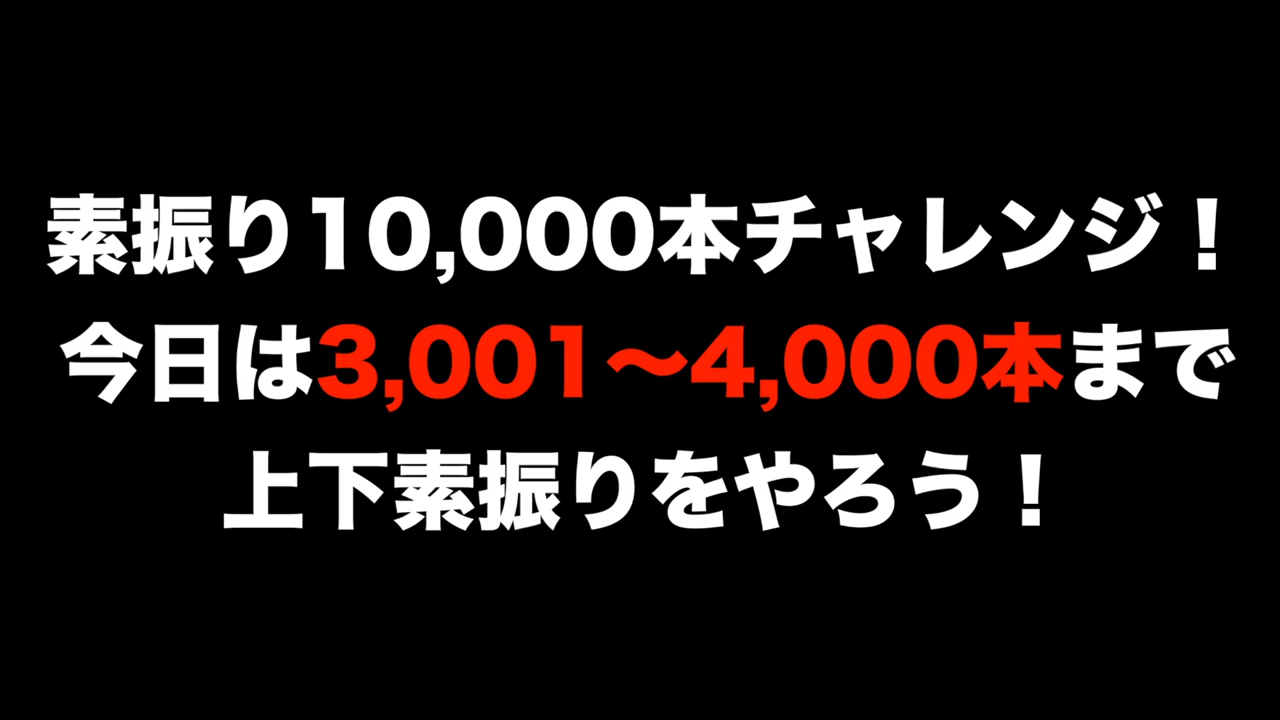 素振り10,000本チャレンジ！
今日は3,001〜4,000本まで
上下素振りをやろう！